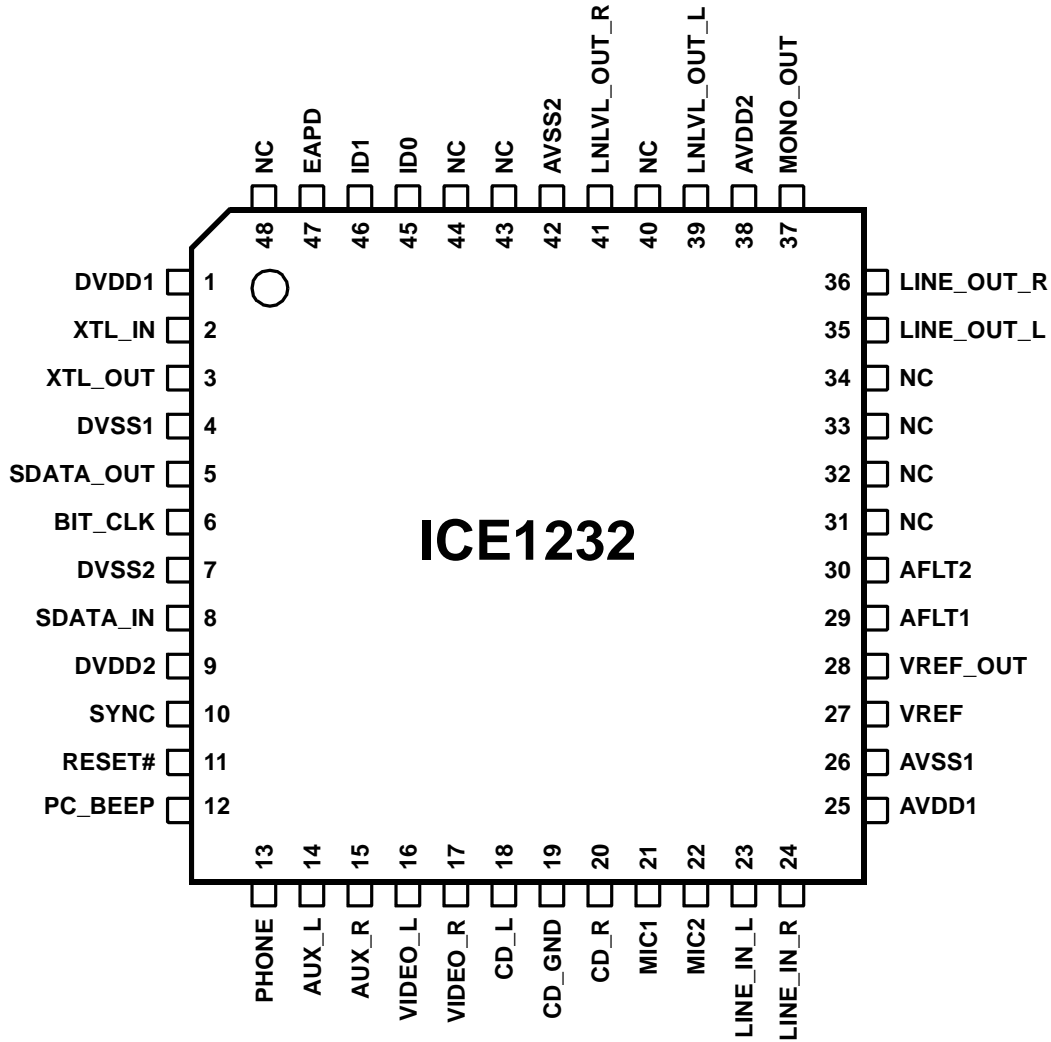 NC
EAPD
ID1
ID0
NC
NC
AVSS2
LNLVL_OUT_R
NC
LNLVL_OUT_L
AVDD2
MONO_OUT
48
47
46
45
44
43
42
41
40
39
38
37
DVDD1 1
XTL_IN 2
XTL_OUT 3
DVSS1 4
SDATA_OUT 5
BIT_CLK 6
DVSS2 7
SDATA_IN 8
DVDD2 9
SYNC 10
RESET# 11
PC_BEEP 12
ICE1232
36 LINE_OUT_R
35 LINE_OUT_L
34 NC
33 NC
32 NC
31 NC
30 AFLT2
29 AFLT1
28 VREF_OUT
27 VREF
26 AVSS1
25 AVDD1
13
14
15
16
17
18
19
20
21
22
23
24
PHONE
AUX_L
AUX_R
VIDEO_L
VIDEO_R
CD_L
CD_GND
CD_R
MIC1
MIC2
LINE_IN_L
LINE_IN_R